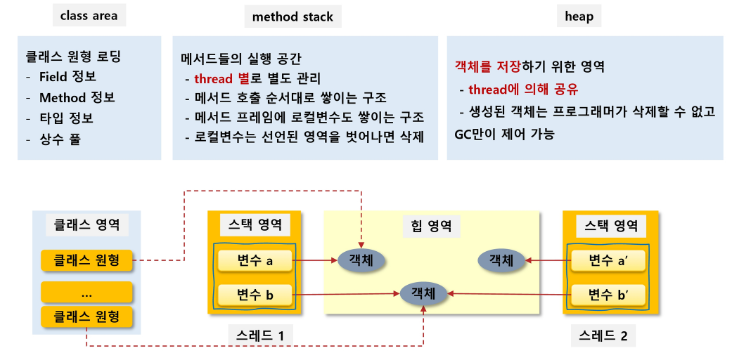 class area
클래스 원형 로딩
- Field 정보
- Method 정보
- 타입 정보
- 상수 풀
method stack
메서드들의 실행 공간
- thread 별로 별도 관리
- 메서드 호출 순서대로 쌓이는 구조
- 메서드 프레임에 로컬변수도 쌓이는 구조
- 로컬변수는 선언된 영역을 벗어나면 삭제
heap
객체를 저장하기 위한 영역
- thread에 의해 공유
- 생성된 객체는 프로그래머가 삭제할 수 없고
GC만이 제어 가능
클래스 영역
클래스 원형
...
클래스 원형
스택 영역
변수 a
변수 b
스레드 1
힙 영역
객체
객체
객체
스택 영역
변수 a′
변수 b′
스레드 2